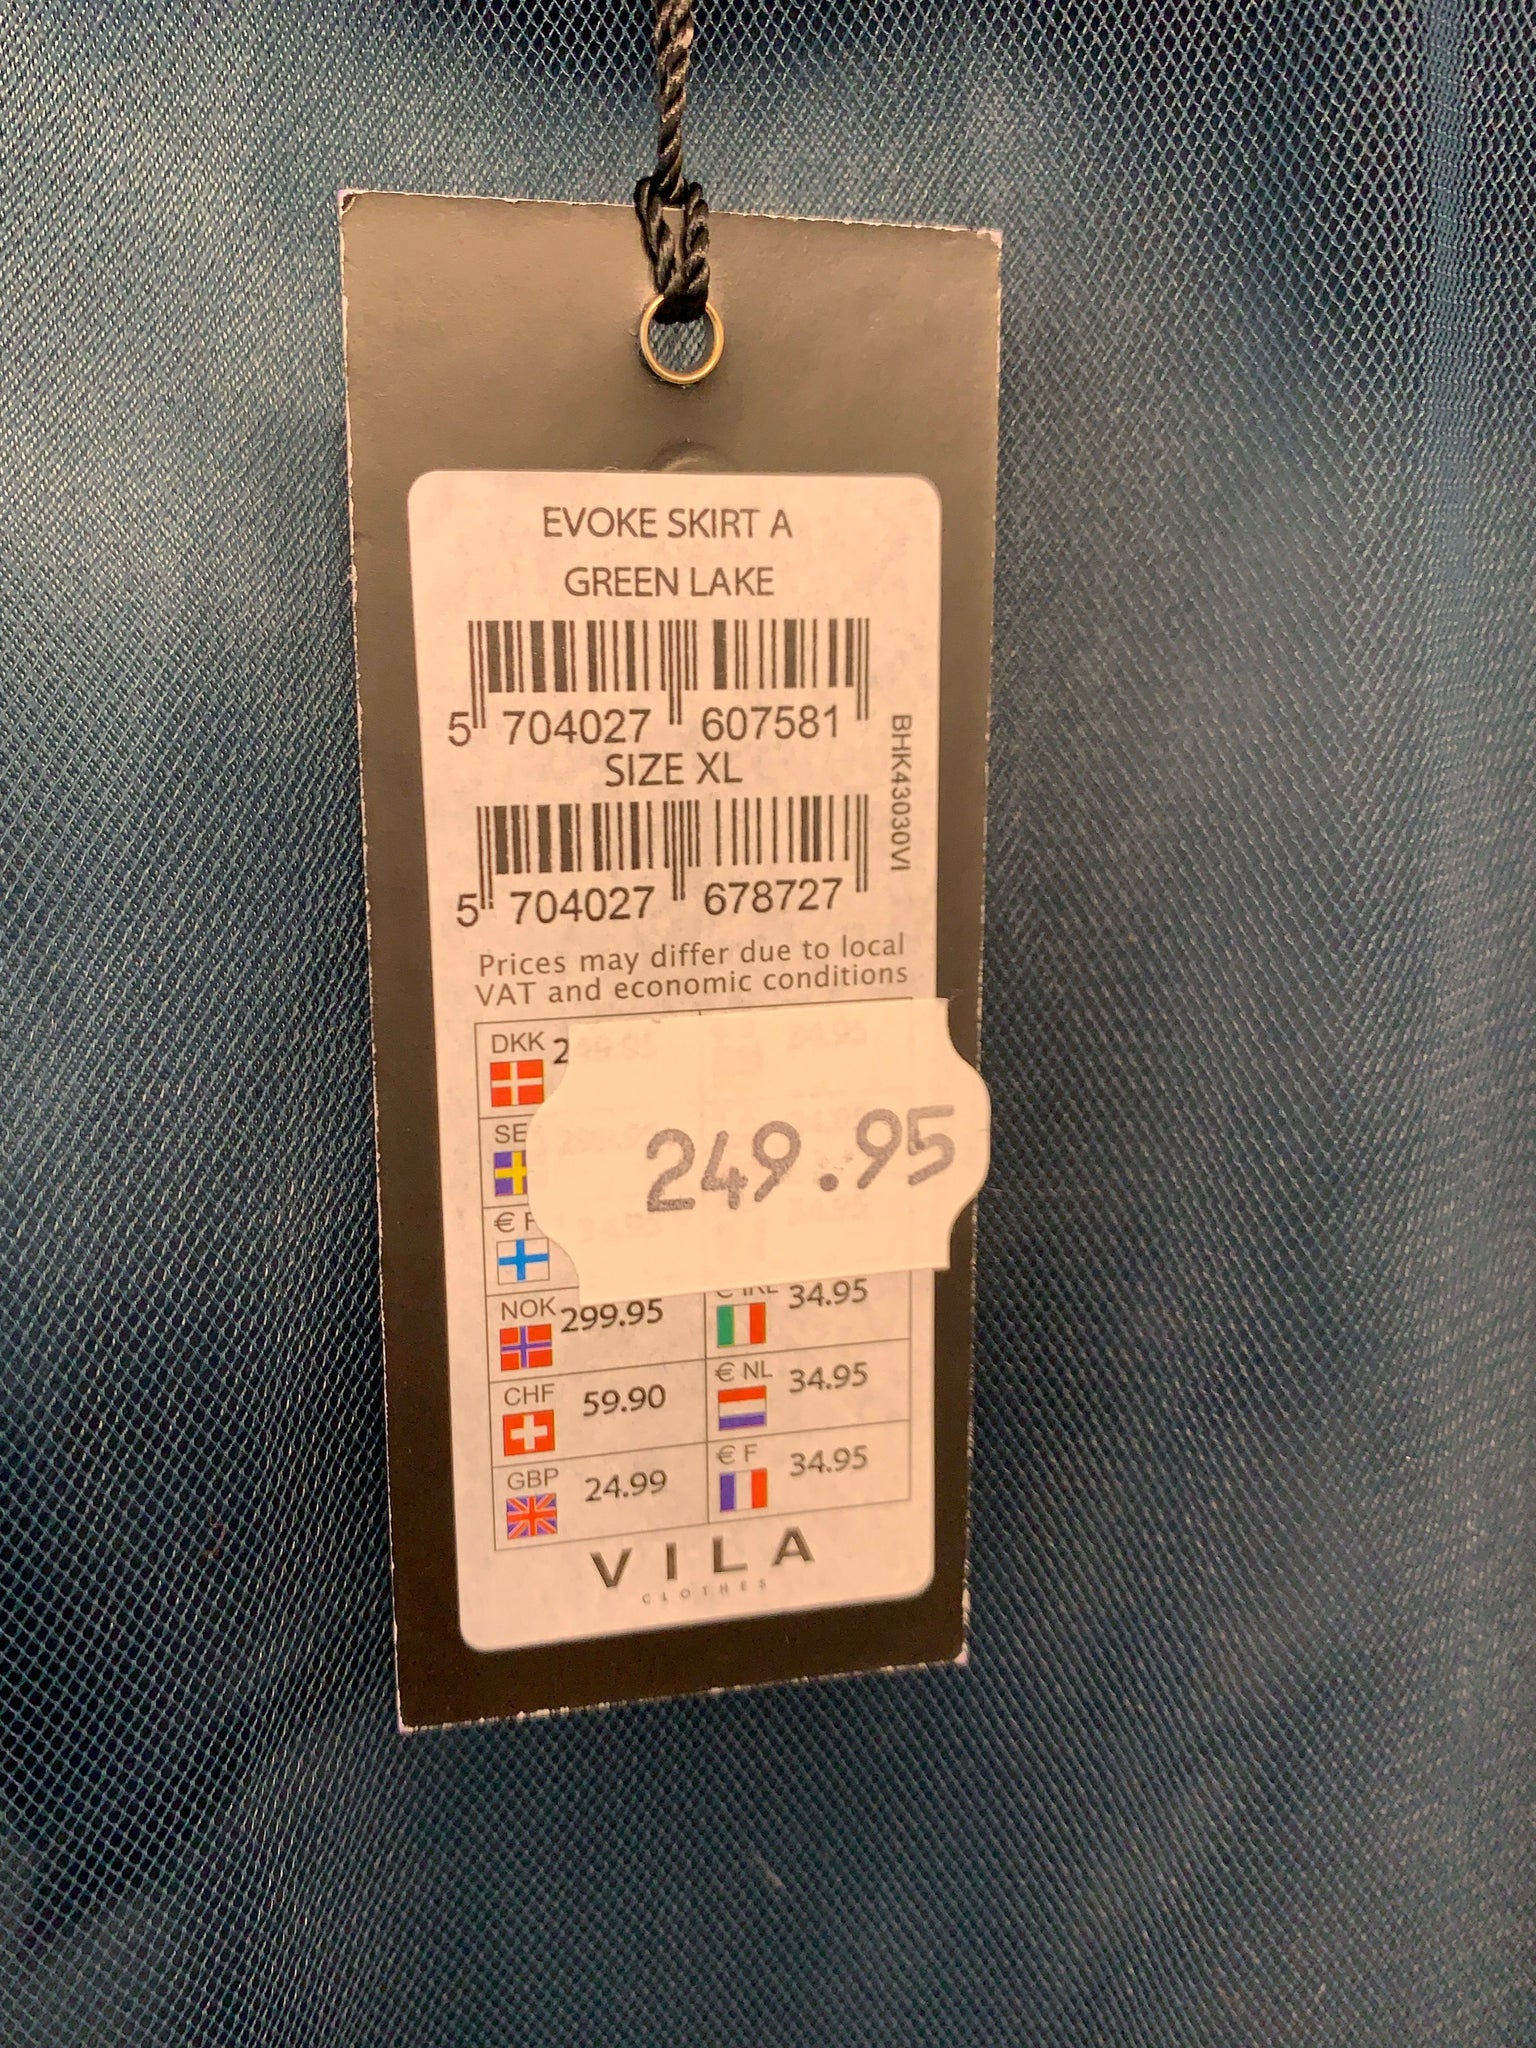 EVOKE SKIRT A
GREEN LAKE
5 704027 607581
SIZE XL
5 704027 678727
BHK43030VI
Prices may differ due to local
VAT and economic conditions
DKK 2
249.95
NOK 299.95
34.95
CHF 59.90
€ NL 34.95
GBP 24.99
€ F 34.95
VILA
CLOTHES